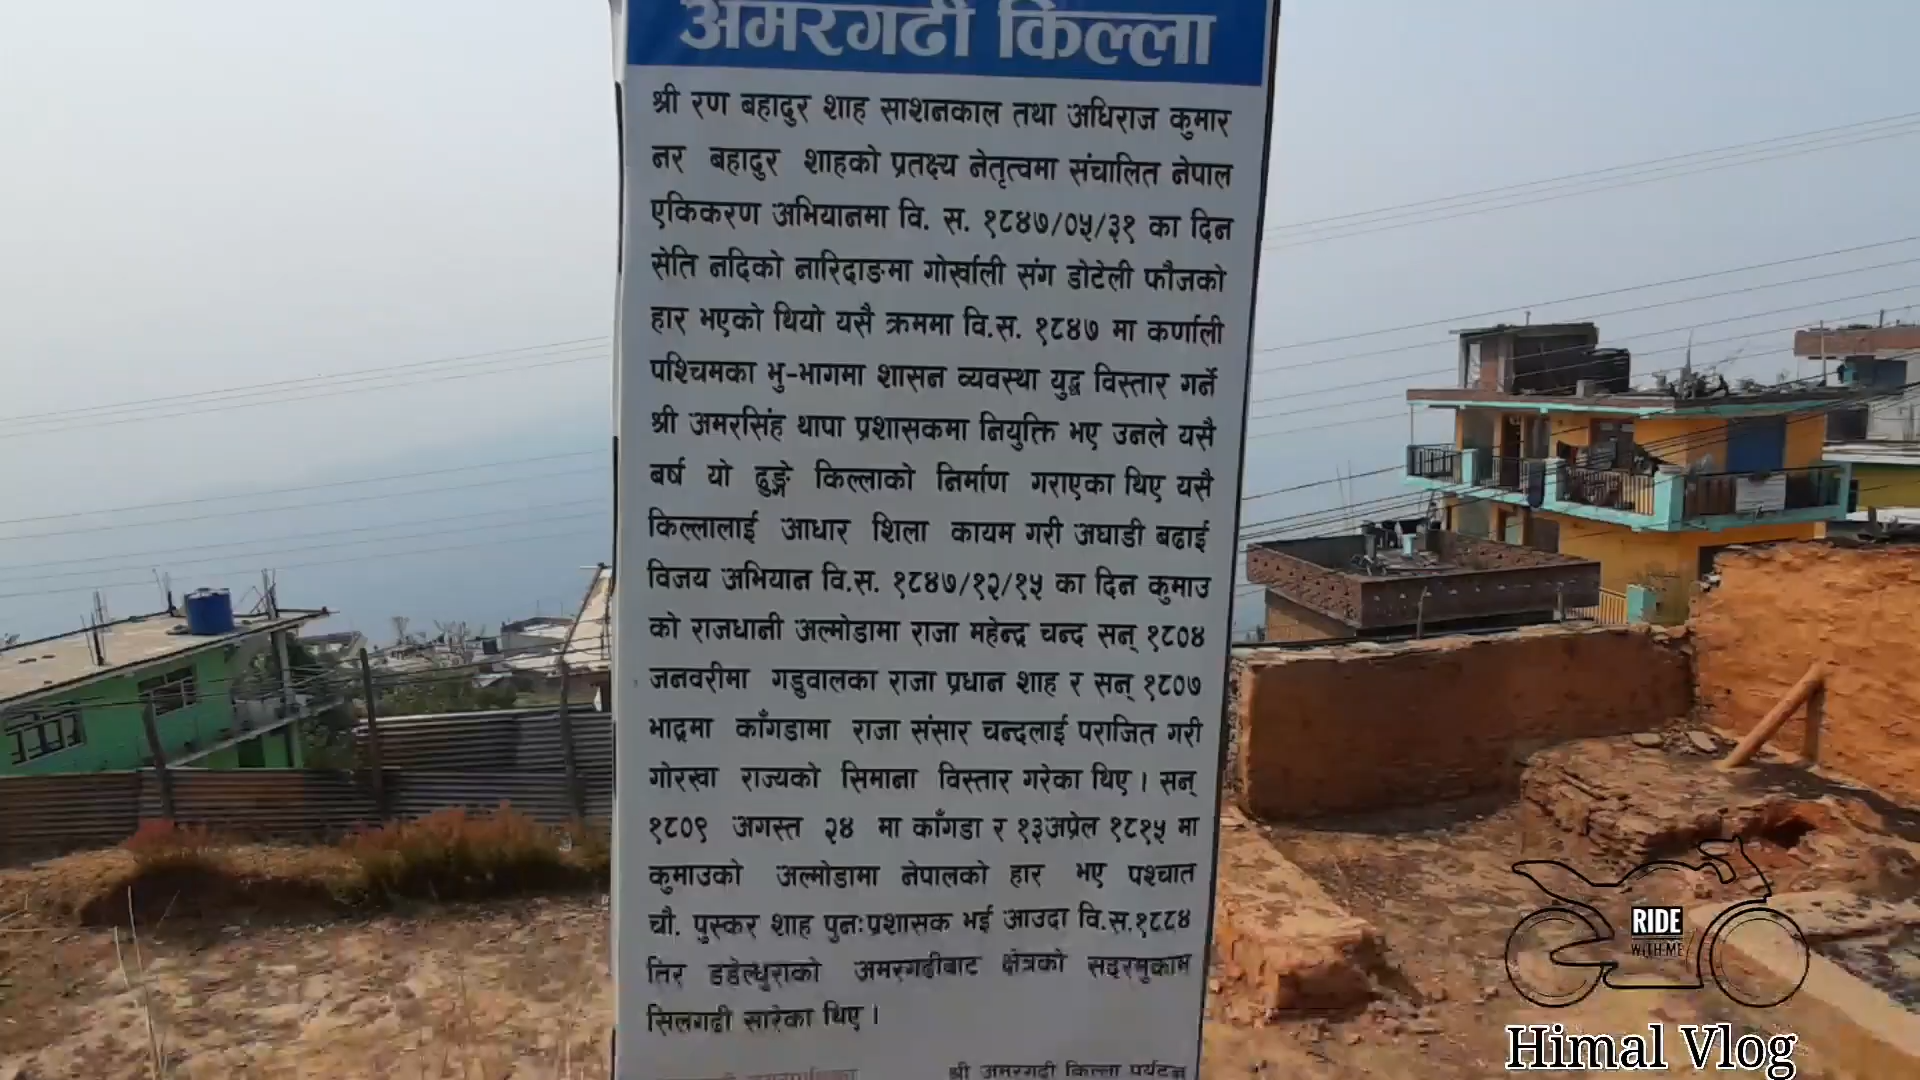 अमरगढी किल्ला
श्री रण बहादुर शाह साशनकाल तथा अधिराज कुमार
नर बहादुर शाहको प्रतक्ष्य नेतृत्वमा संचालित नेपाल
एकिकरण अभियानमा वि. स. १८४७/०५/३१ का दिन
सेति नदिको नारिदाङमा गोर्खाली संग डोटेली फौजको
हार भएको थियो यसै क्रममा वि.स. १८४७ मा कर्णाली
पश्चिमका भु-भागमा शासन व्यवस्था युद्ध विस्तार गर्ने
श्री अमरसिंह थापा प्रशासकमा नियुक्ति भए उनले यसै
बर्ष यो ढुङ्गे किल्लाको निर्माण गराएका थिए यसै
किल्लालाई आधार शिला कायम गरी अघाडी बढाई
विजय अभियान वि.स. १८४७/१२/१५ का दिन कुमाउ
को राजधानी अल्मोडामा राजा महेन्द्र चन्द सन् १८०४
जनवरीमा गडुवालका राजा प्रधान शाह र सन् १८०७
भाद्रमा काँगडामा राजा संसार चन्दलाई पराजित गरी
गोरखा राज्यको सिमाना विस्तार गरेका थिए । सन्
१८०९ अगस्त २४ मा काँगडा र १३अप्रेल १८१५ मा
कुमाउको अल्मोडामा नेपालको हार भए पश्चात
चौ. पुस्कर शाह पुनःप्रशासक भई आउदा वि.स.१८८४
तिर डडेल्धुराको अमरगढीबाट क्षेत्रको सदरमुकाम
सिलगढी सारेका थिए ।
श्री अमरगढी किल्ला पर्यटन
RIDE
WITH ME
Himal Vlog